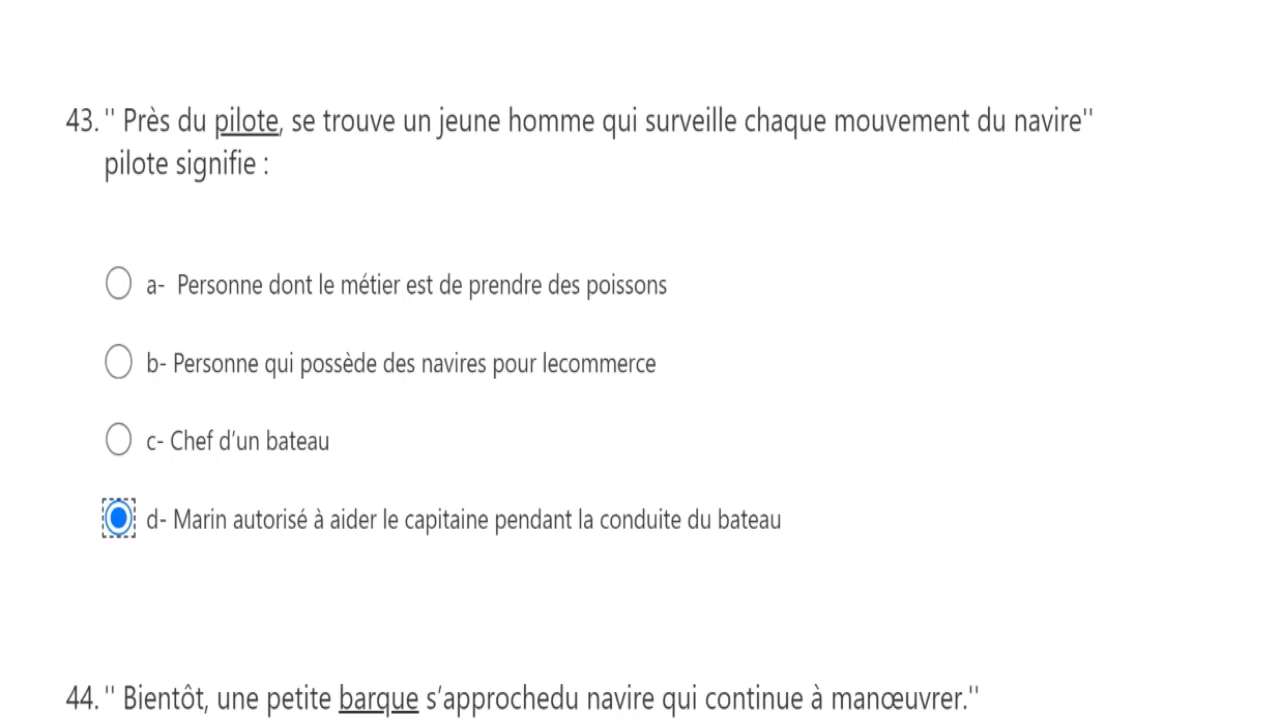 43. " Près du pilote, se trouve un jeune homme qui surveille chaque mouvement du navire"
pilote signifie :
a- Personne dont le métier est de prendre des poissons
b- Personne qui possède des navires pour lecommerce
c- Chef d’un bateau
d- Marin autorisé à aider le capitaine pendant la conduite du bateau
44. " Bientôt, une petite barque s’approchedu navire qui continue à manœuvrer."